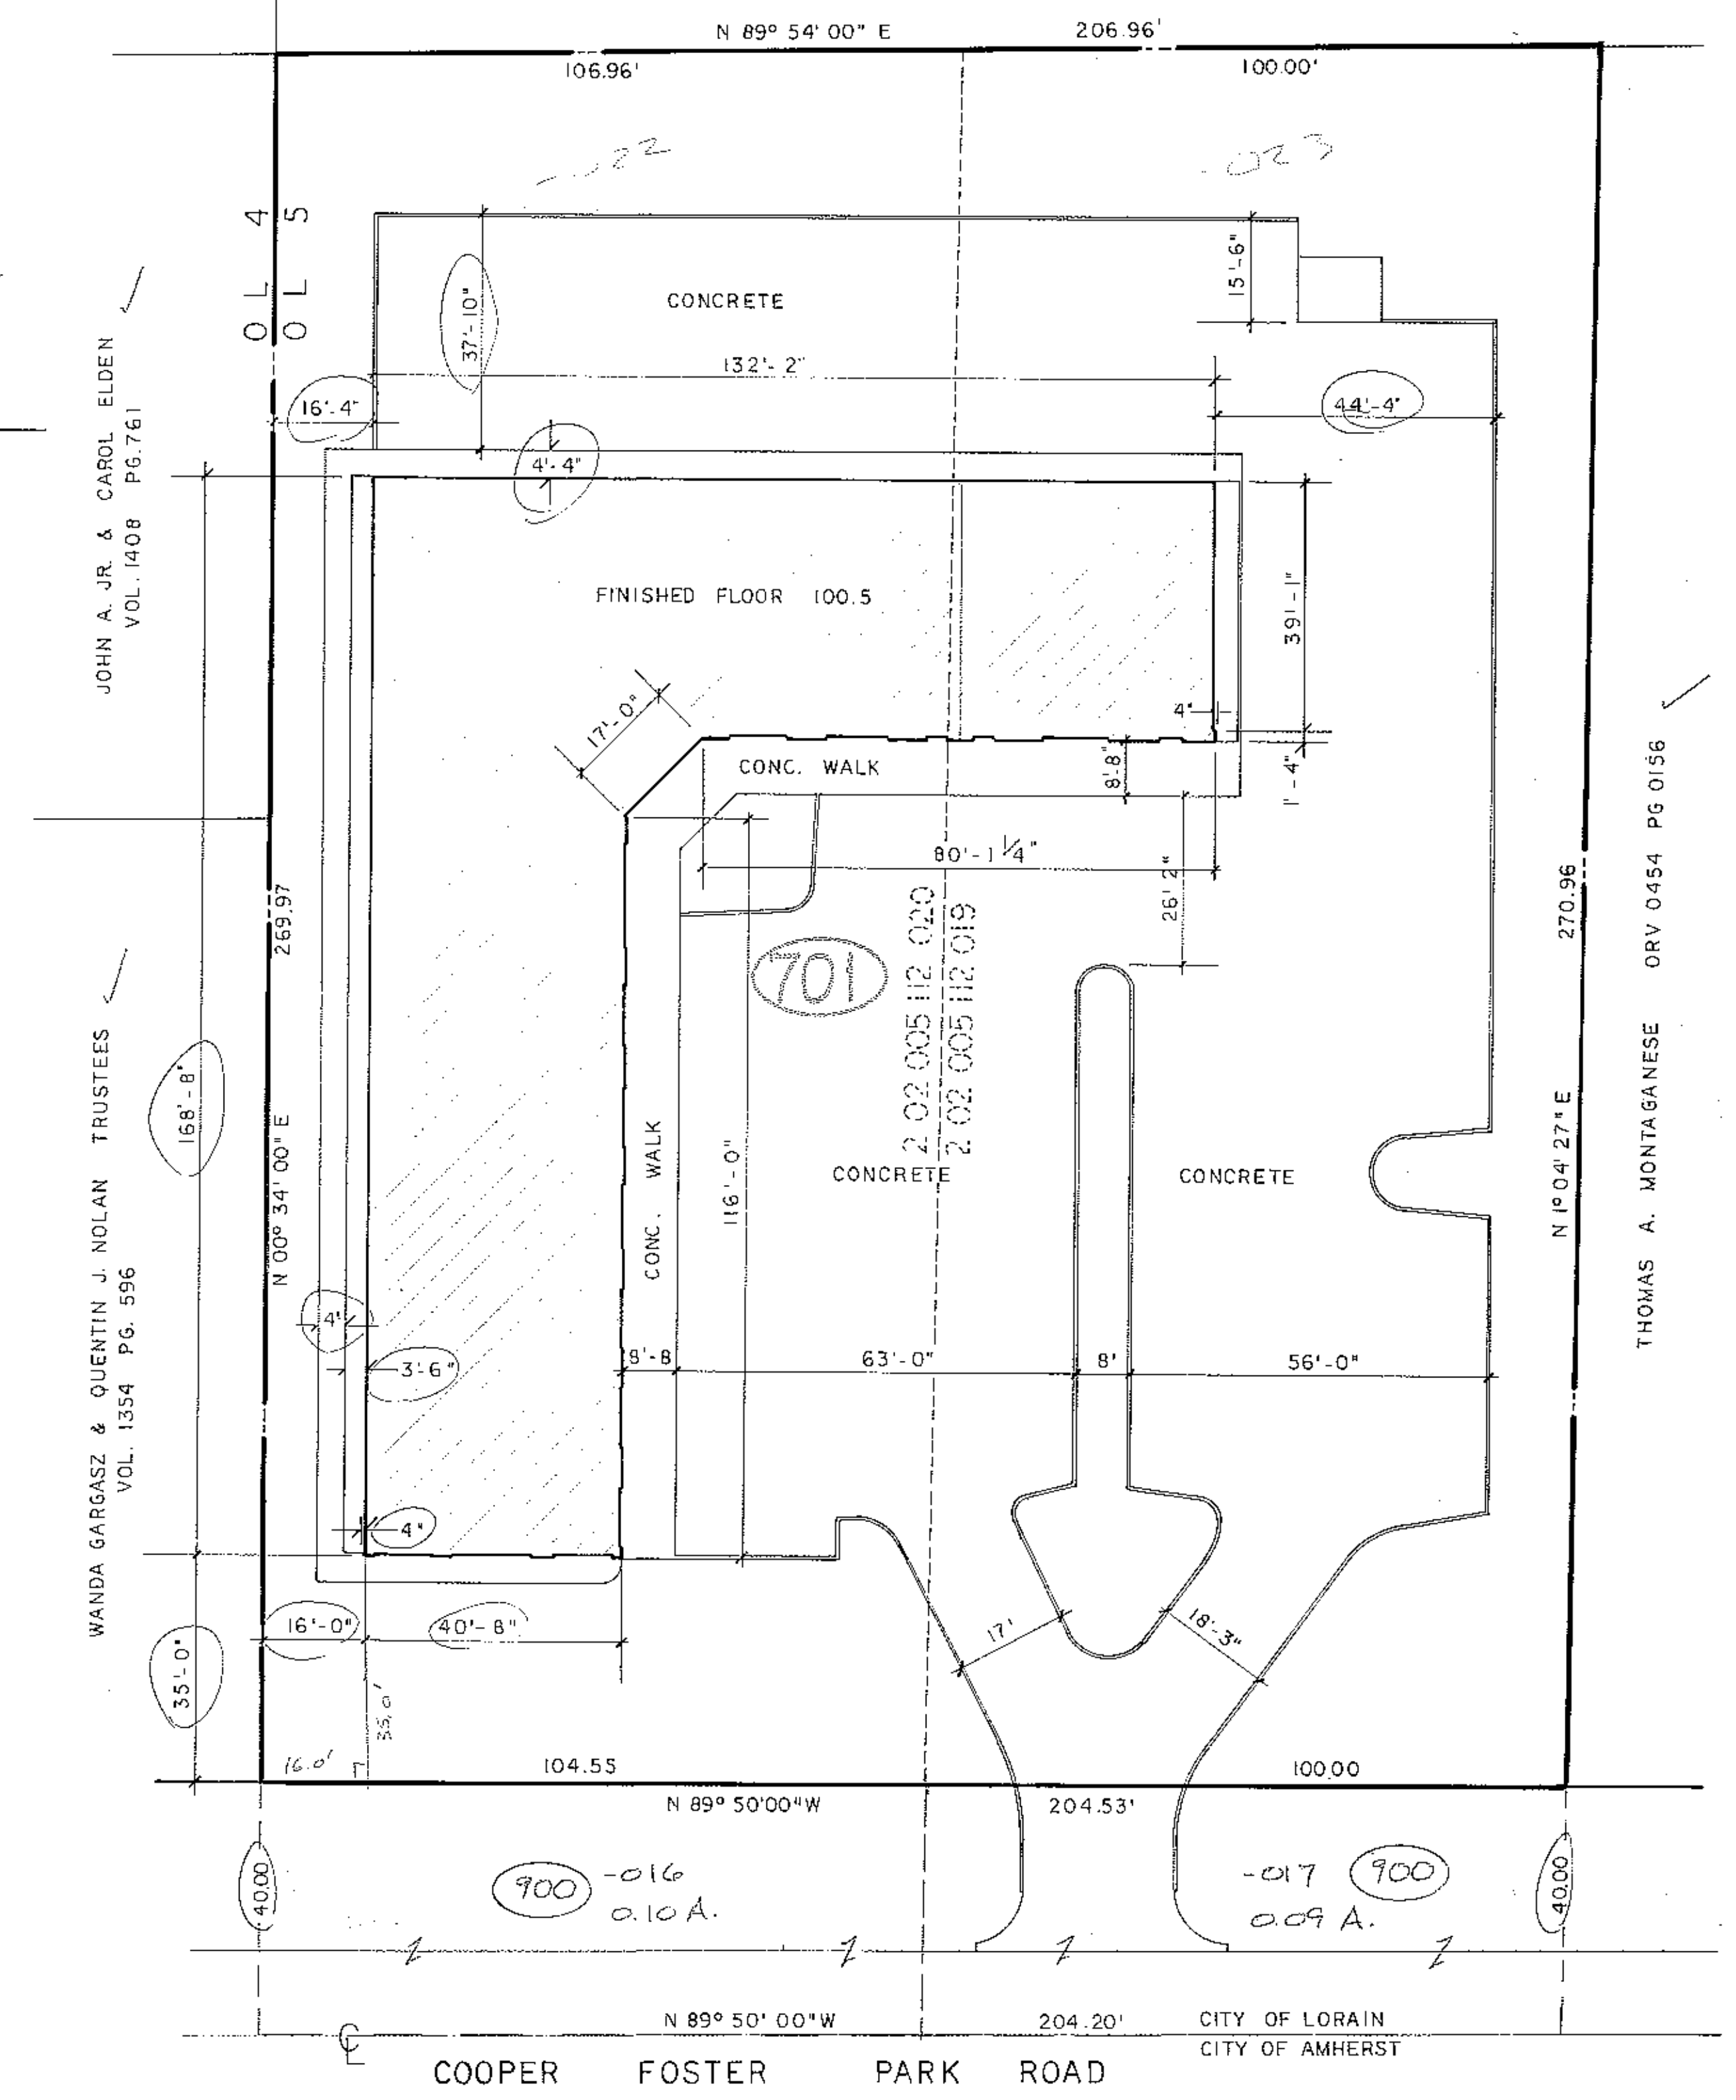 N 89° 54' 00" E 206.96'
106.96' 100.00'
-022 -023
OL 4
OL 5
15'-6"
37'-10"
CONCRETE
132'-2"
16'-4"
44'-4"
4'-4"
JOHN A. JR. & CAROL ELDEN
VOL. 1408 PG. 761
FINISHED FLOOR 100.5
39'-1"
17'-0"
4"
CONC. WALK
8'-8"
1'-4"
80'-1 1/4"
26'2"
THOMAS A. MONTAGANESE ORV 0454 PG 0156
269.97
270.96
701
2 02 005 112 020
2 02 005 112 019
168'-8"
N 00° 34' 00" E
N 1° 04' 27" E
WANDA GARGASZ & QUENTIN J. NOLAN TRUSTEES
VOL. 1354 PG. 596
CONC. WALK
116'-0"
CONCRETE
CONCRETE
4'
3'-6"
8'-8
63'-0"
8'
56'-0"
4"
16'-0"
40'-8"
17'
18'-3"
35'-0"
35.0'
16.0'
104.55
100.00
N 89° 50'00"W 204.53'
40.00
900 -016
0.10 A.
-017 900
0.09 A.
40.00
N 89° 50' 00"W 204.20' CITY OF LORAIN
CITY OF AMHERST
COOPER FOSTER PARK ROAD